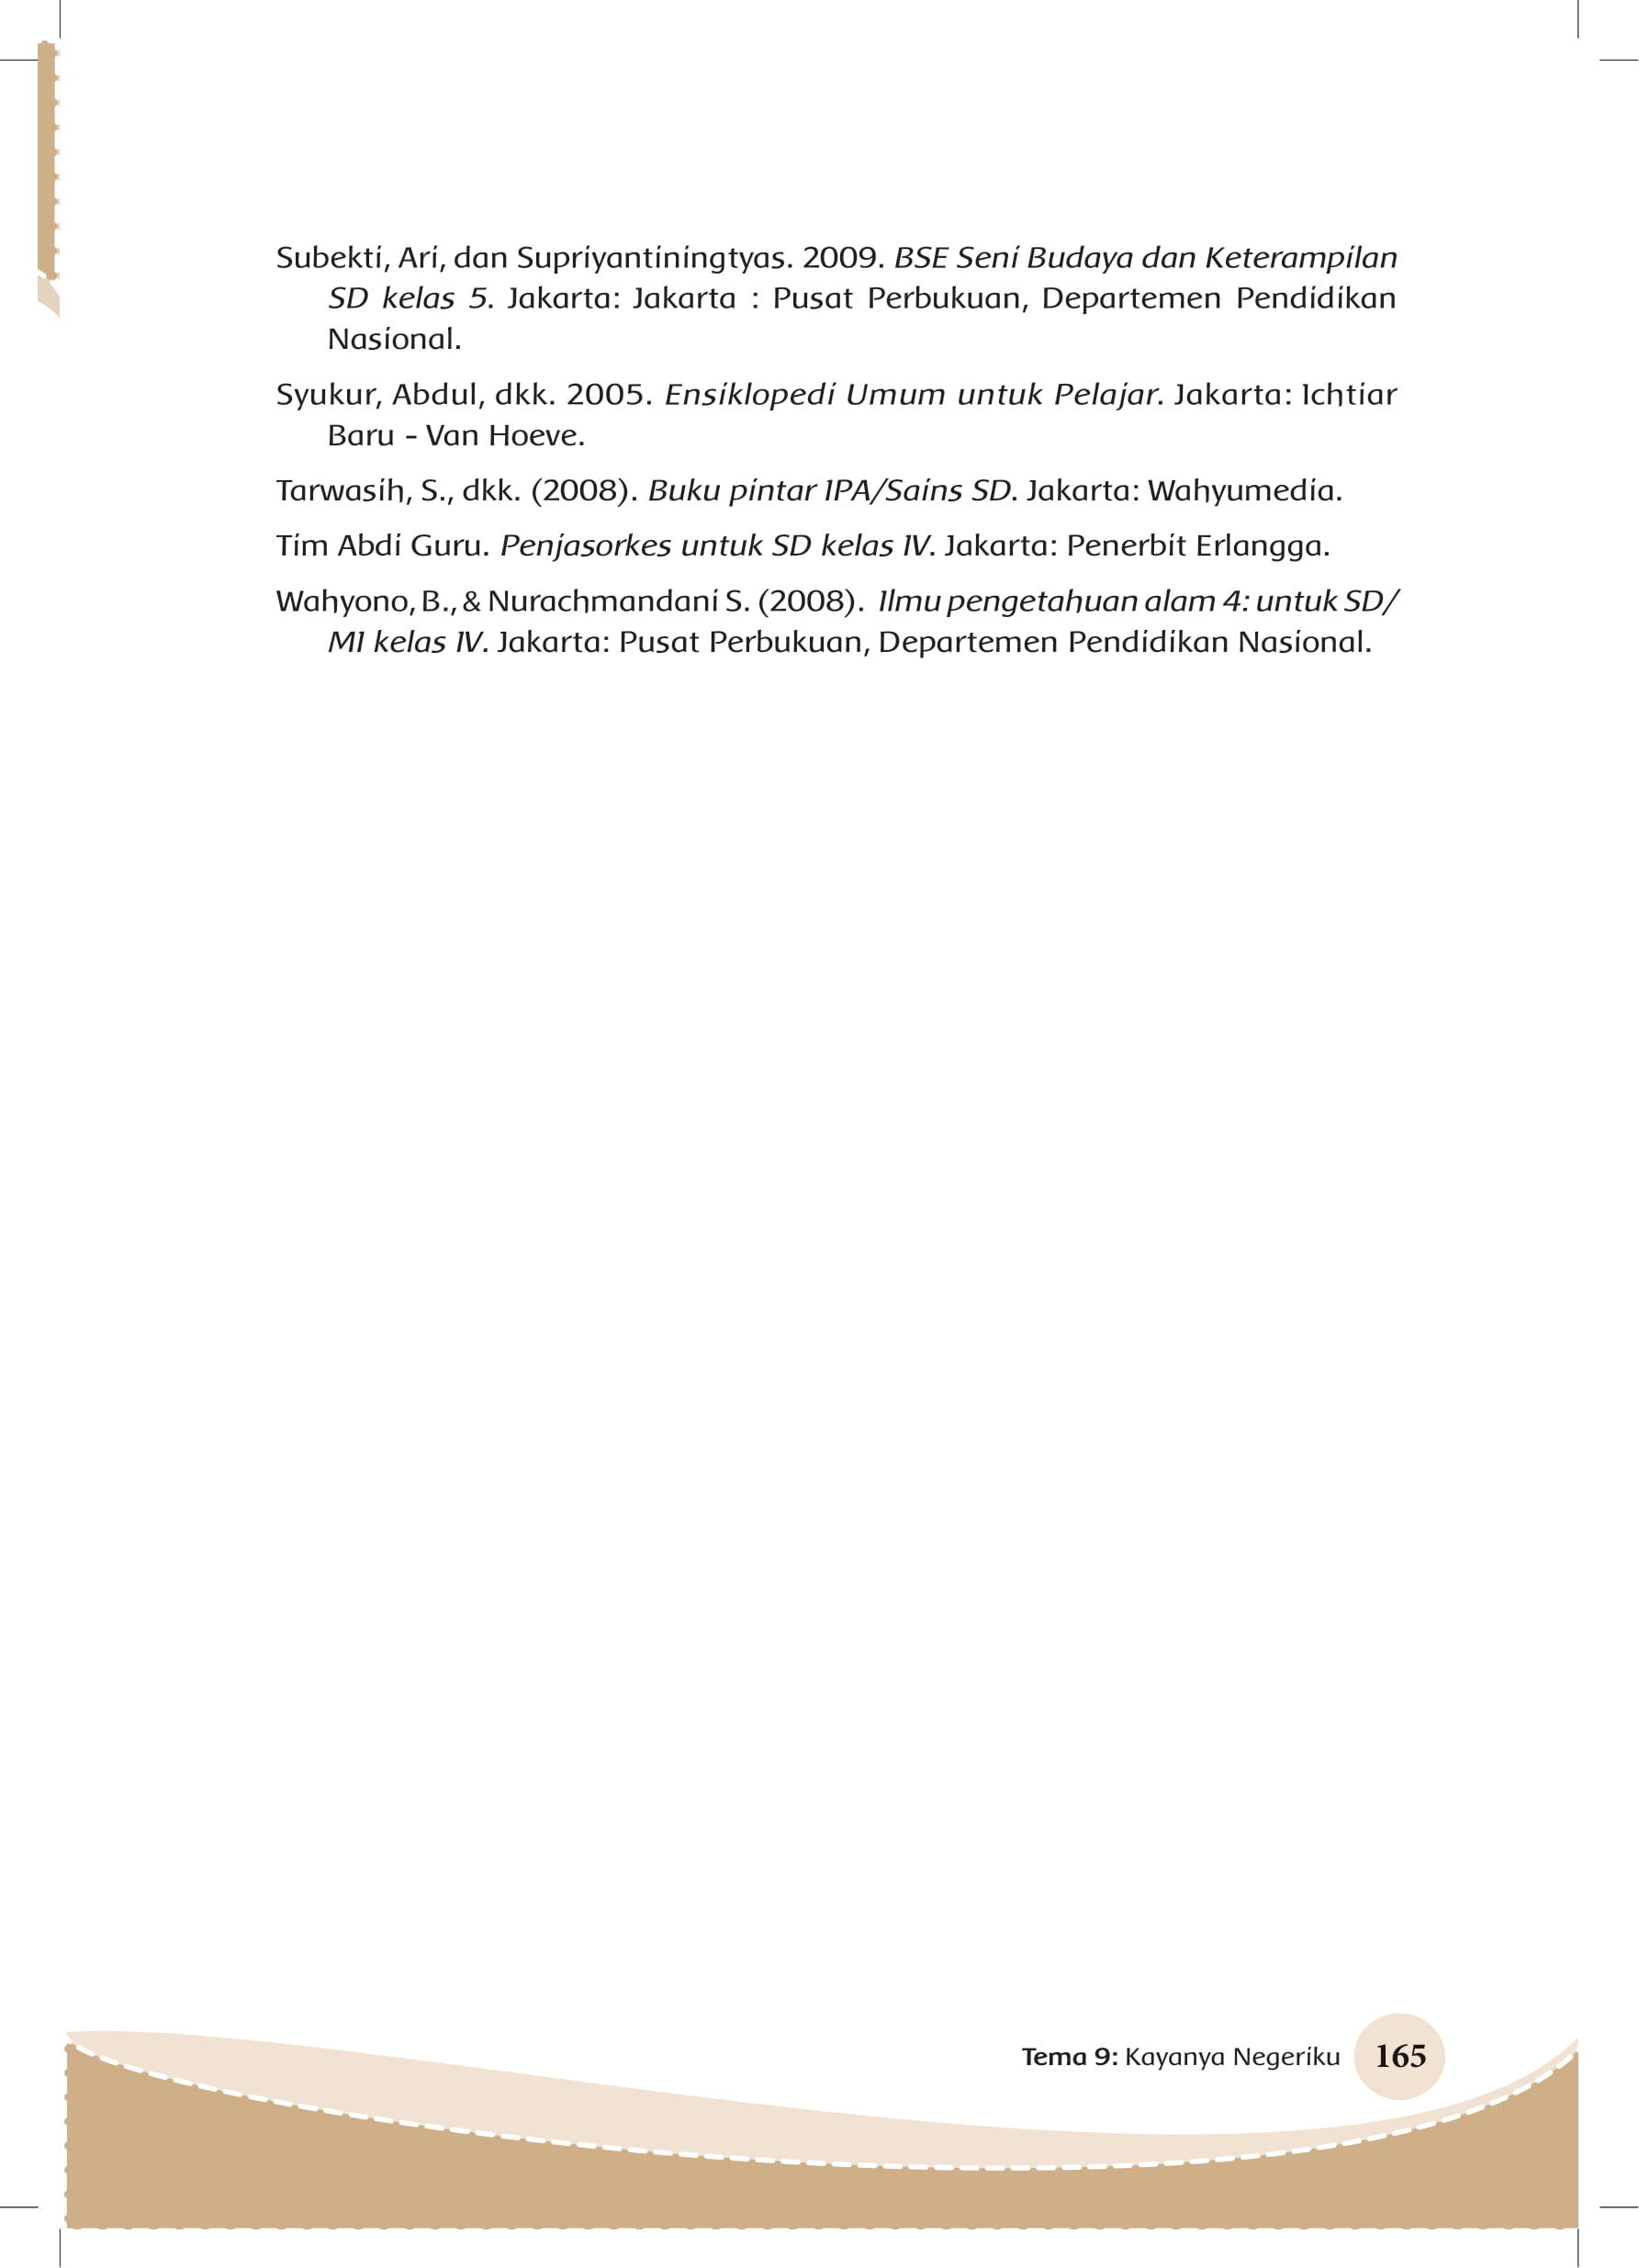 Subekti, Ari, dan Supriyantiningtyas. 2009. BSE Seni Budaya dan Keterampilan
SD kelas 5. Jakarta: Jakarta : Pusat Perbukuan, Departemen Pendidikan
Nasional.
Syukur, Abdul, dkk. 2005. Ensiklopedi Umum untuk Pelajar. Jakarta: Ichtiar
Baru - Van Hoeve.
Tarwasih, S., dkk. (2008). Buku pintar IPA/Sains SD. Jakarta: Wahyumedia.
Tim Abdi Guru. Penjasorkes untuk SD kelas IV. Jakarta: Penerbit Erlangga.
Wahyono, B., & Nurachmandani S. (2008). Ilmu pengetahuan alam 4: untuk SD/
MI kelas IV. Jakarta: Pusat Perbukuan, Departemen Pendidikan Nasional.
Tema 9: Kayanya Negeriku 165